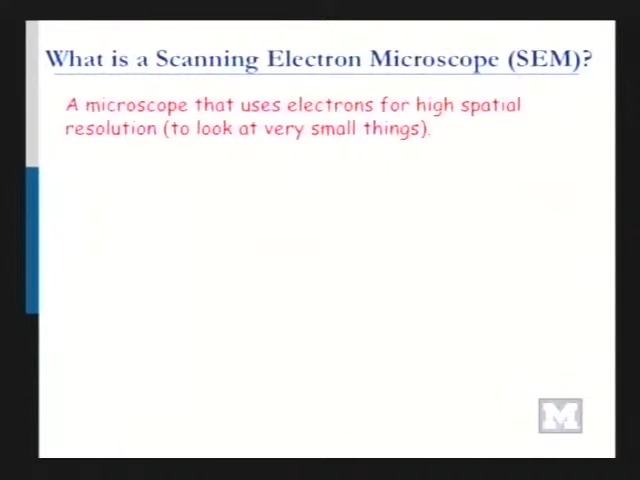 What is a Scanning Electron Microscope (SEM)?
A microscope that uses electrons for high spatial
resolution (to look at very small things).
M